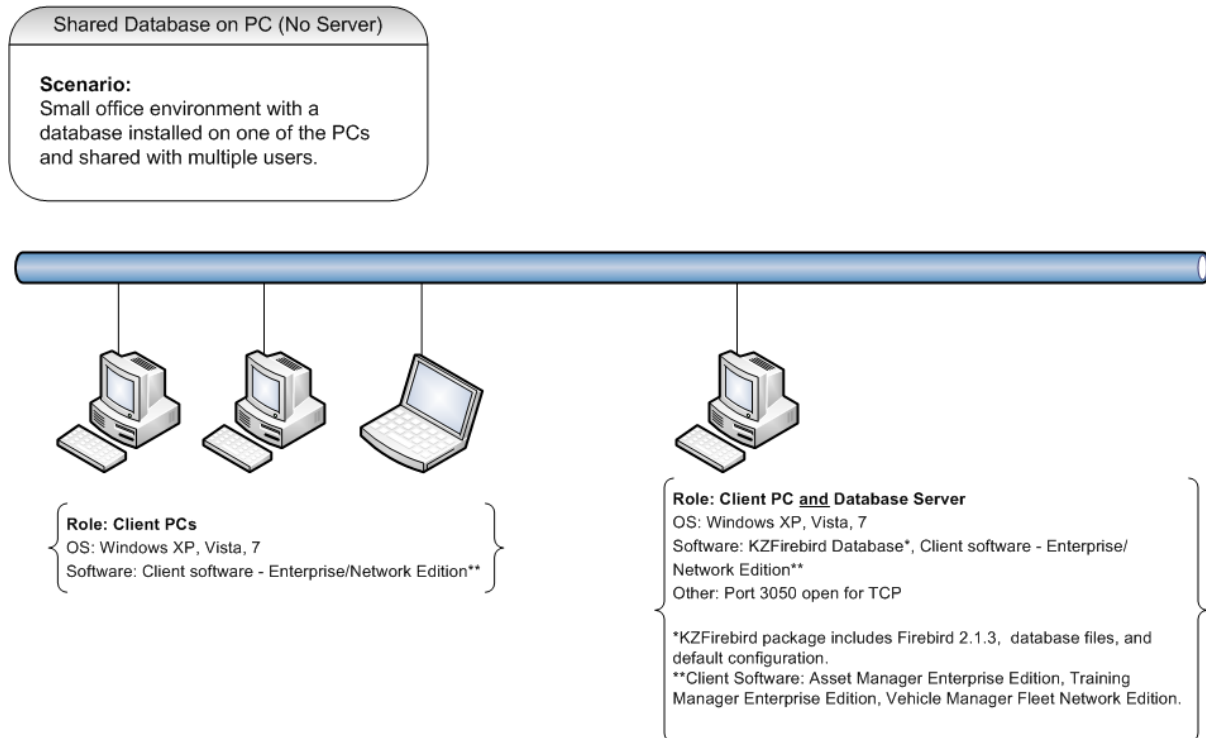 Shared Database on PC (No Server)
Scenario:
Small office environment with a
database installed on one of the PCs
and shared with multiple users.
Role: Client PCs
OS: Windows XP, Vista, 7
Software: Client software - Enterprise/Network Edition**
Role: Client PC and Database Server
OS: Windows XP, Vista, 7
Software: KZFirebird Database*, Client software - Enterprise/
Network Edition**
Other: Port 3050 open for TCP
*KZFirebird package includes Firebird 2.1.3,  database files, and
default configuration.
**Client Software: Asset Manager Enterprise Edition, Training
Manager Enterprise Edition, Vehicle Manager Fleet Network Edition.